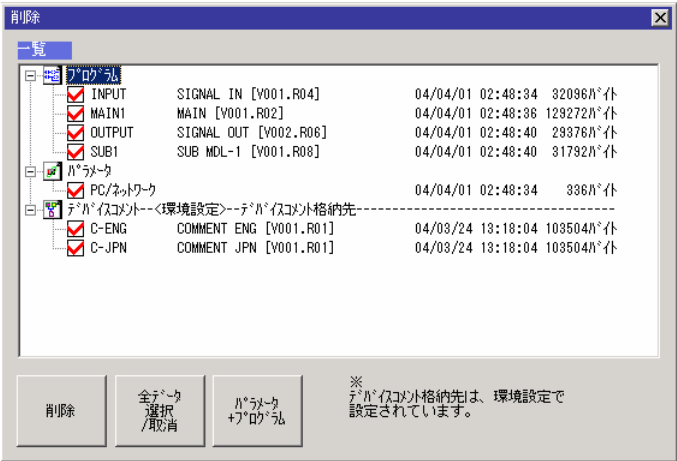 削除
一覧
ﾌﾟﾛｸﾞﾗﾑ
INPUT SIGNAL IN [V001.R04] 04/04/01 02:48:34 32096ﾊﾞｲﾄ
MAIN1 MAIN [V001.R02] 04/04/01 02:48:36 129272ﾊﾞｲﾄ
OUTPUT SIGNAL OUT [V002.R06] 04/04/01 02:48:40 29376ﾊﾞｲﾄ
SUB1 SUB MDL-1 [V001.R08] 04/04/01 02:48:40 31792ﾊﾞｲﾄ
ﾊﾟﾗﾒｰﾀ
PC/ﾈｯﾄﾜｰｸ 04/04/01 02:48:34 336ﾊﾞｲﾄ
ﾃﾞﾊﾞｲｽｺﾒﾝﾄ--<環境設定>--ﾃﾞﾊﾞｲｽｺﾒﾝﾄ格納先------------------------------------
C-ENG COMMENT ENG [V001.R01] 04/03/24 13:18:04 103504ﾊﾞｲﾄ
C-JPN COMMENT JPN [V001.R01] 04/03/24 13:18:04 103504ﾊﾞｲﾄ
削除
全ﾃﾞｰﾀ
選択
/取消
ﾊﾟﾗﾒｰﾀ
+ﾌﾟﾛｸﾞﾗﾑ
※
ﾃﾞﾊﾞｲｽｺﾒﾝﾄ格納先は、環境設定で
設定されています。